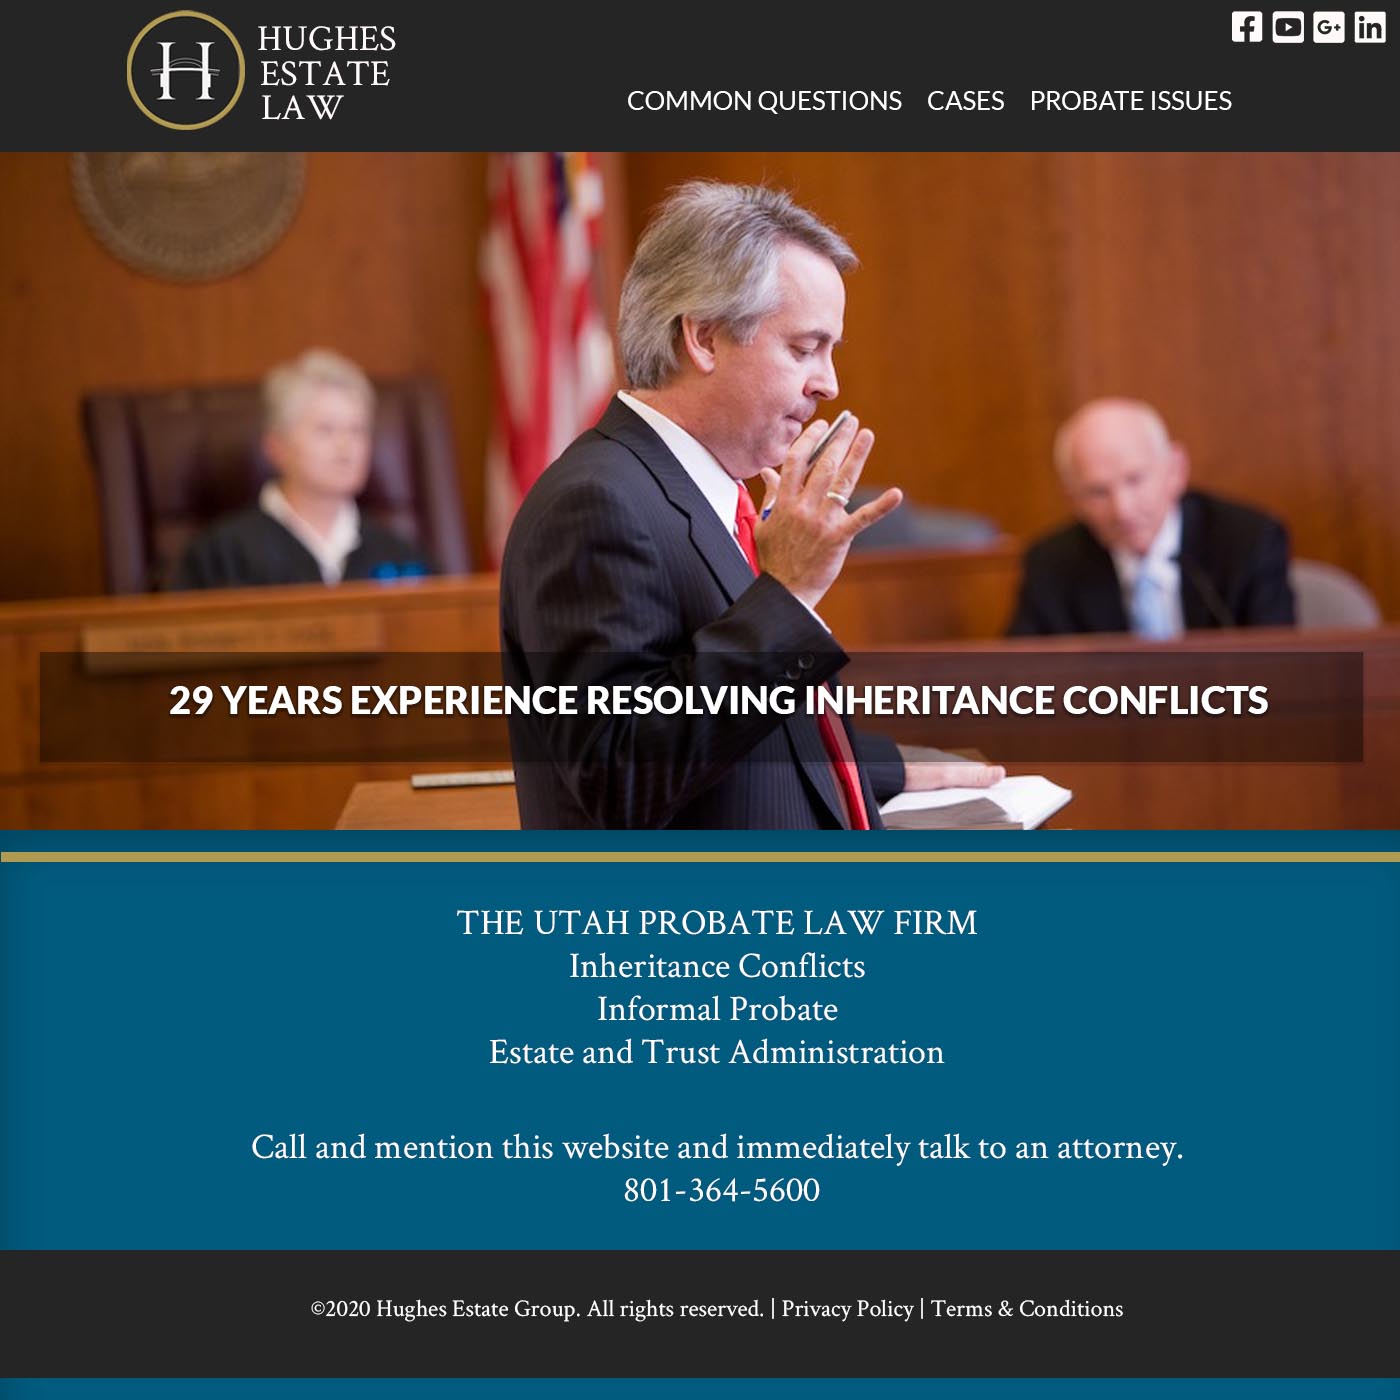 HUGHES
ESTATE
LAW
COMMON QUESTIONS CASES PROBATE ISSUES
29 YEARS EXPERIENCE RESOLVING INHERITANCE CONFLICTS
THE UTAH PROBATE LAW FIRM
Inheritance Conflicts
Informal Probate
Estate and Trust Administration
Call and mention this website and immediately talk to an attorney.
801-364-5600
©2020 Hughes Estate Group. All rights reserved. | Privacy Policy | Terms & Conditions